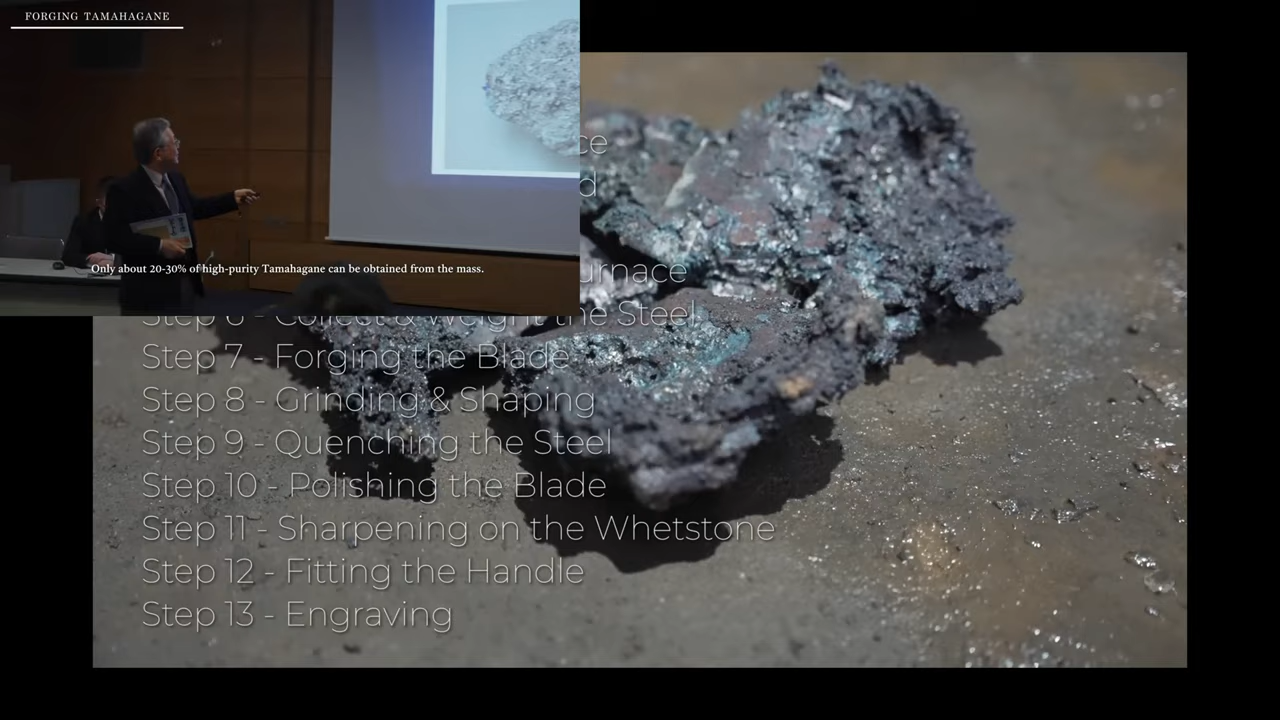 FORGING TAMAHAGANE
Only about 20-30% of high-purity Tamahagane can be obtained from the mass.
the Steel
Step 7 - Forging the Blade
Step 8 - Grinding & Shaping
Step 9 - Quenching the Steel
Step 10 - Polishing the Blade
Step 11 - Sharpening on the Whetstone
Step 12 - Fitting the Handle
Step 13 - Engraving